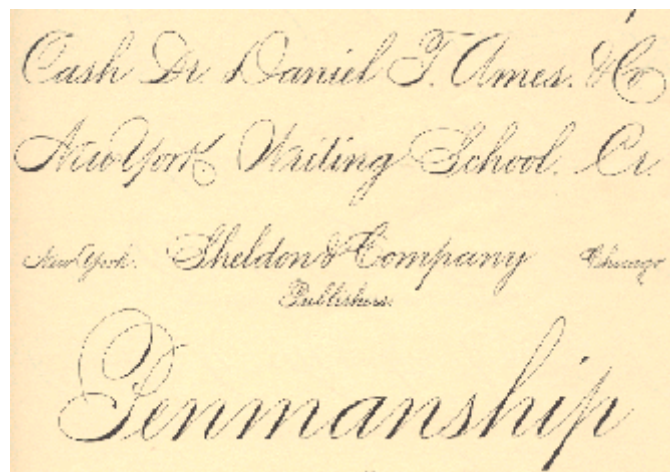 Cash Dr. Daniel T. Ames. & Co
New York Writing School. Cr.
New York. Sheldon & Company Chicago
Publishers.
Penmanship